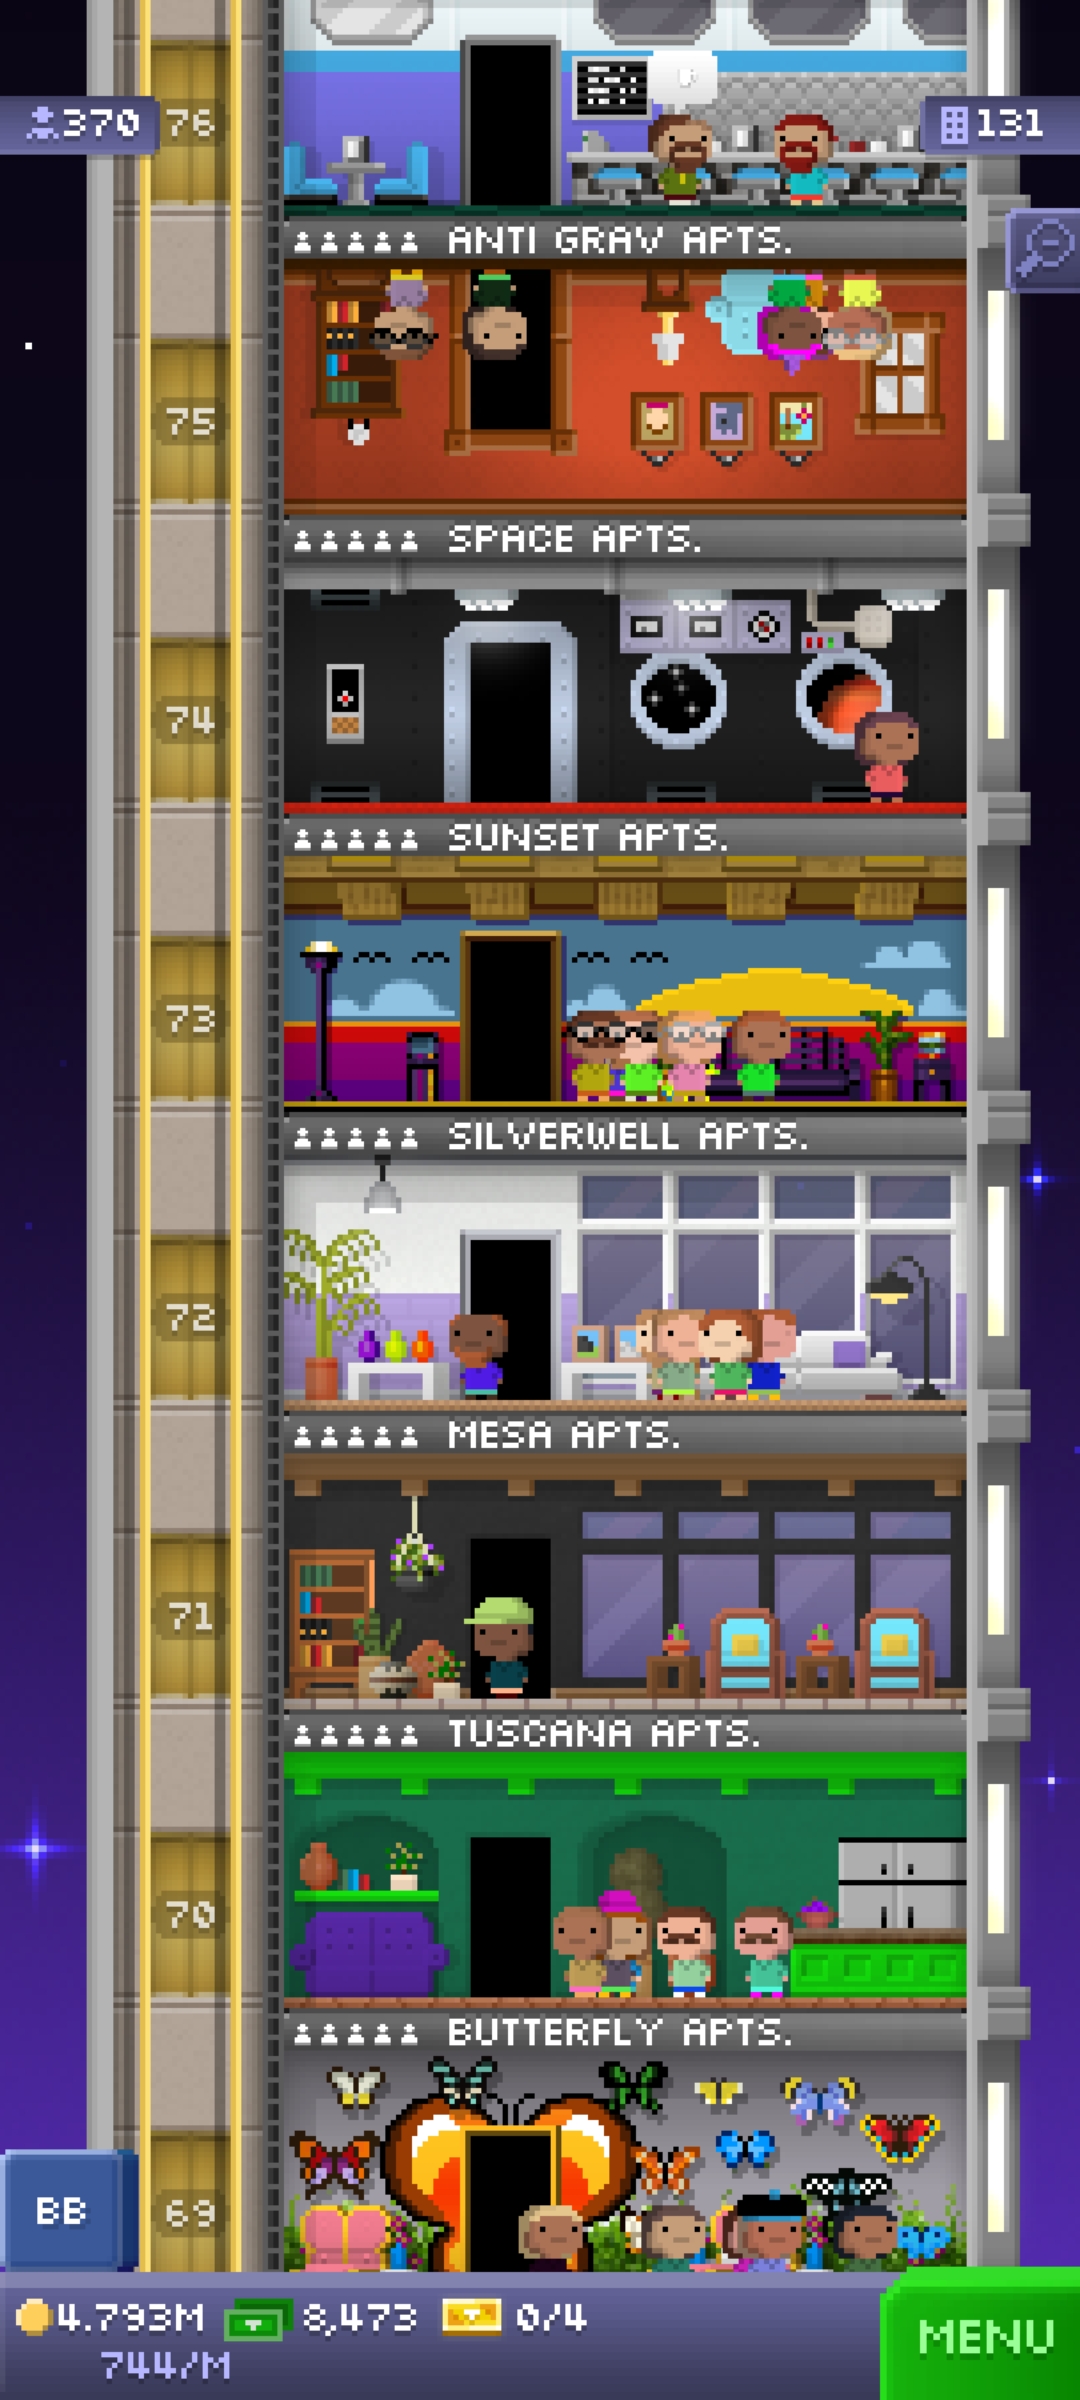 370
76
131
ANTI GRAV APTS.
75
SPACE APTS.
74
SUNSET APTS.
73
SILVERWELL APTS.
72
MESA APTS.
71
TUSCANA APTS.
70
BUTTERFLY APTS.
BB
69
4.793M 8,473 0/4
744/M
MENU